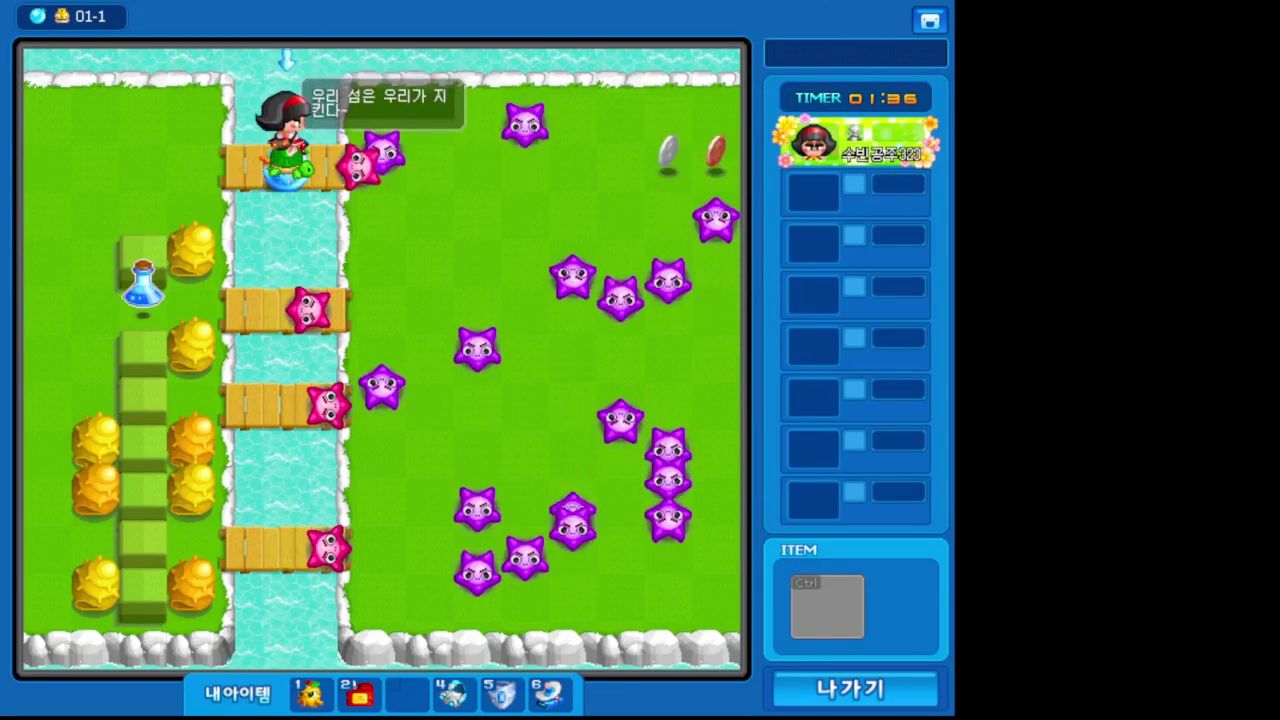 01-1
우리 섬은 우리가 지
킨다~
TIMER 01:36
수빈공주323
ITEM
Ctrl
내아이템
1
2
4
5
6
나가기